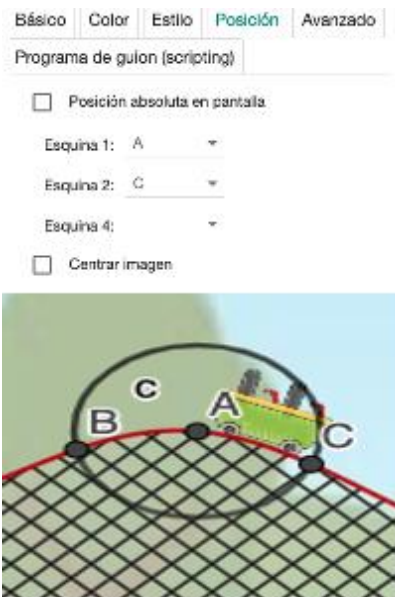 Básico Color Estilo Posición Avanzado
Programa de guion (scripting)
Posición absoluta en pantalla
Esquina 1: A
Esquina 2: C
Esquina 4:
Centrar imagen
c
A
B
C